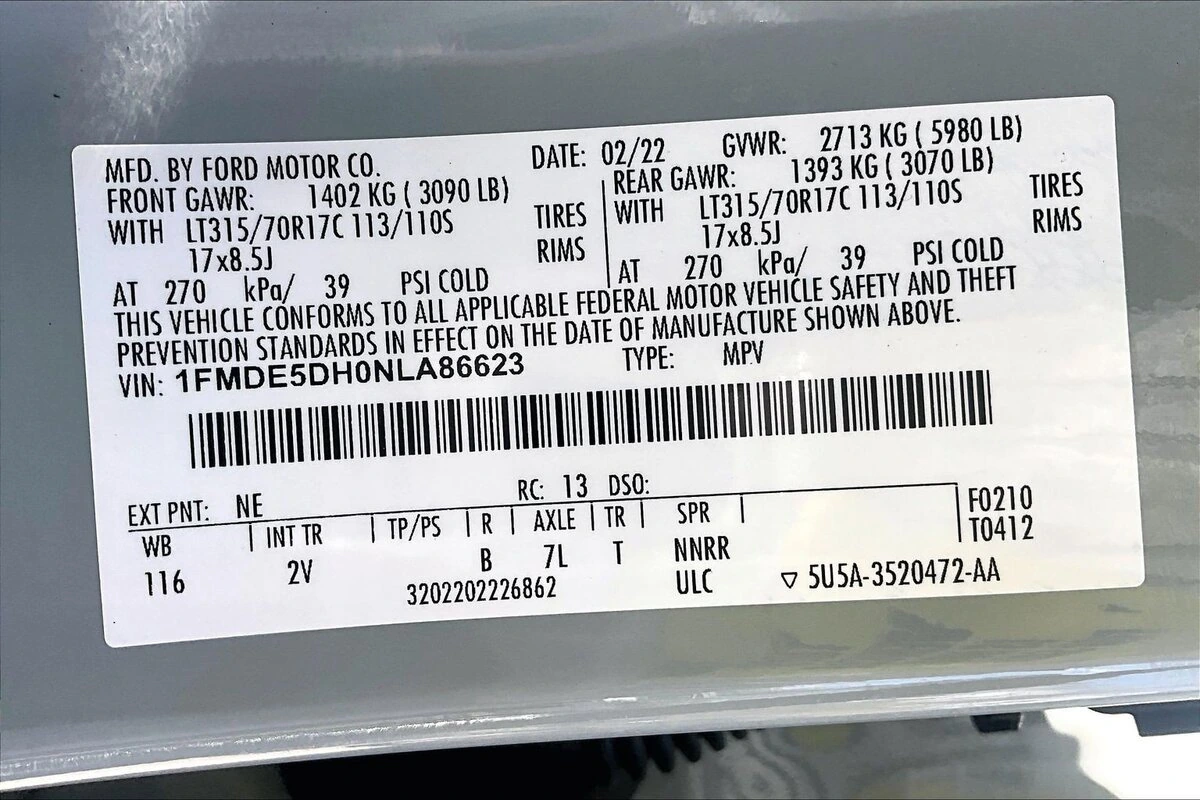 MFD. BY FORD MOTOR CO. DATE: 02/22 GVWR: 2713 KG ( 5980 LB)
FRONT GAWR: 1402 KG ( 3090 LB) REAR GAWR: 1393 KG ( 3070 LB)
WITH LT315/70R17C 113/110S TIRES WITH LT315/70R17C 113/110S TIRES
17x8.5J RIMS 17x8.5J RIMS
AT 270 kPa/ 39 PSI COLD AT 270 kPa/ 39 PSI COLD
THIS VEHICLE CONFORMS TO ALL APPLICABLE FEDERAL MOTOR VEHICLE SAFETY AND THEFT
PREVENTION STANDARDS IN EFFECT ON THE DATE OF MANUFACTURE SHOWN ABOVE.
VIN: 1FMDE5DH0NLA86623 TYPE: MPV
EXT PNT: NE RC: 13 DSO:
WB INT TR TP/PS R AXLE TR SPR F0210
T0412
116 2V B 7L T NNRR
3202202226862 ULC ▽ 5U5A-3520472-AA